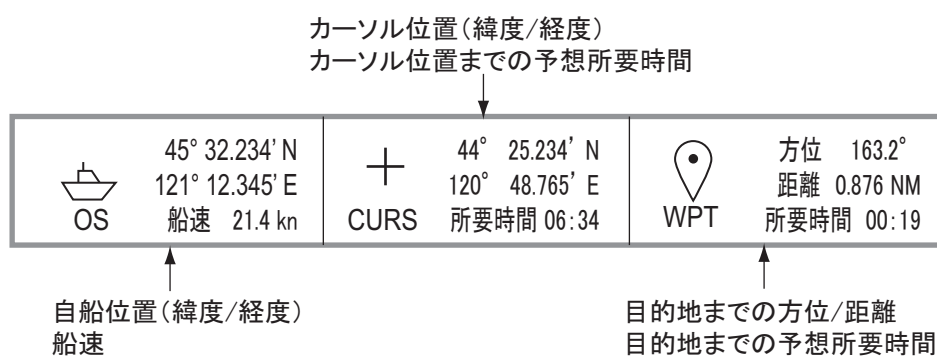 カーソル位置(緯度/経度)
カーソル位置までの予想所要時間
45° 32.234' N
121° 12.345' E
OS
船速 21.4 kn
44° 25.234' N
120° 48.765' E
CURS
所要時間 06:34
方位 163.2°
距離 0.876 NM
WPT
所要時間 00:19
自船位置(緯度/経度)
船速
目的地までの方位/距離
目的地までの予想所要時間